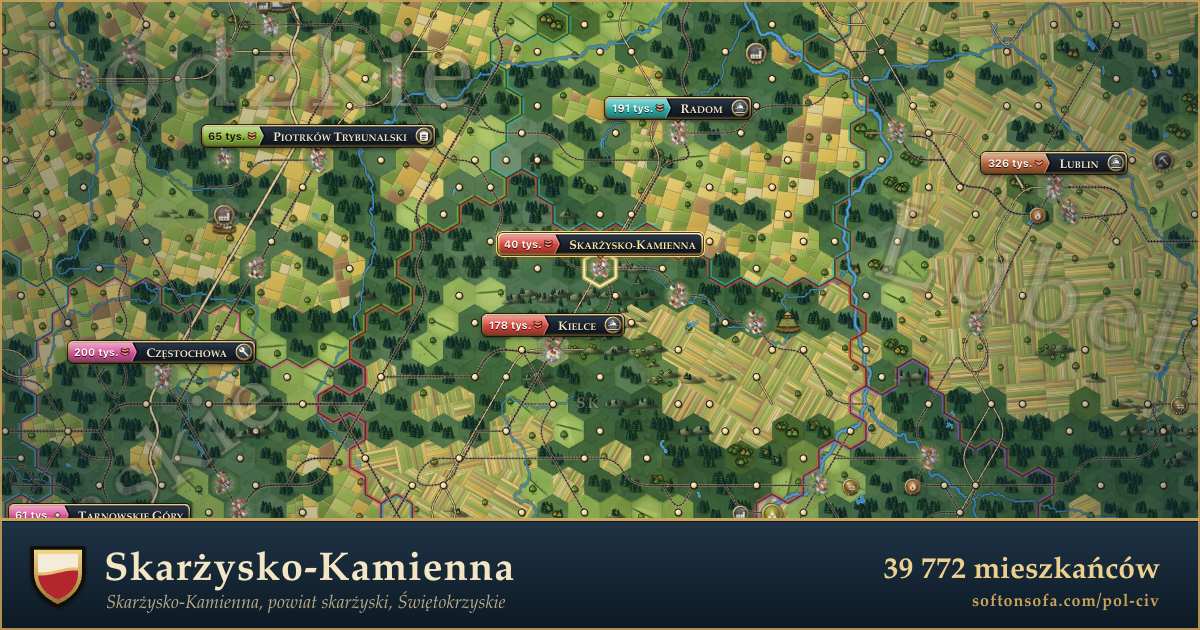 Łódzkie
191 tys. RADOM
65 tys. PIOTRKÓW TRYBUNALSKI
326 tys. LUBLIN
40 tys. SKARŻYSKO-KAMIENNA
Lubel
178 tys. KIELCE
200 tys. CZĘSTOCHOWA
skie
61 tys. TARNOWSKIE GÓRY
Skarżysko-Kamienna
39 772 mieszkańców
Skarżysko-Kamienna, powiat skarżyski, Świętokrzyskie
softonsofa.com/pol-civ